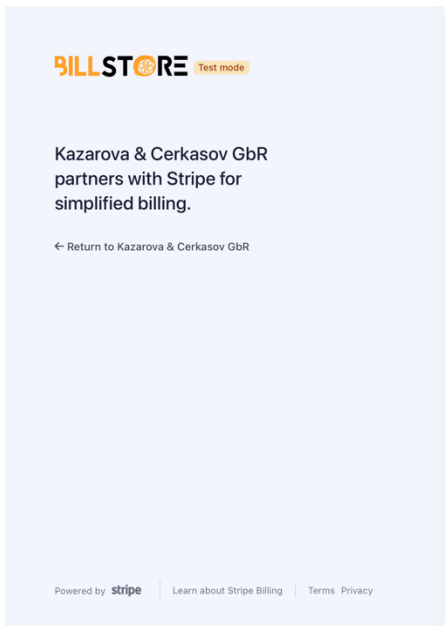 BILLSTORE Test mode
Kazarova & Cerkasov GbR
partners with Stripe for
simplified billing.
← Return to Kazarova & Cerkasov GbR
Powered by stripe Learn about Stripe Billing Terms Privacy